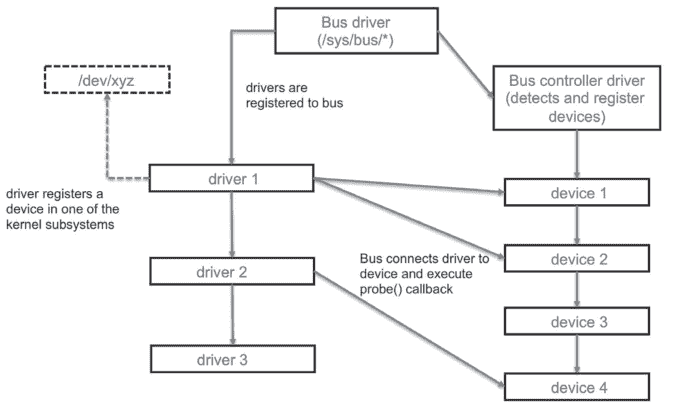 Bus driver
(/sys/bus/*)
/dev/xyz
drivers are
registered to bus
Bus controller driver
(detects and register
devices)
driver 1
device 1
driver registers a
device in one of the
kernel subsystems
driver 2
Bus connects driver to
device and execute
probe() callback
device 2
device 3
driver 3
device 4